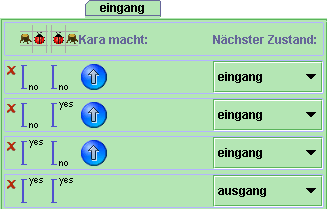 eingang
Kara macht: Nächster Zustand:
no no eingang
no yes eingang
yes no eingang
yes yes ausgang